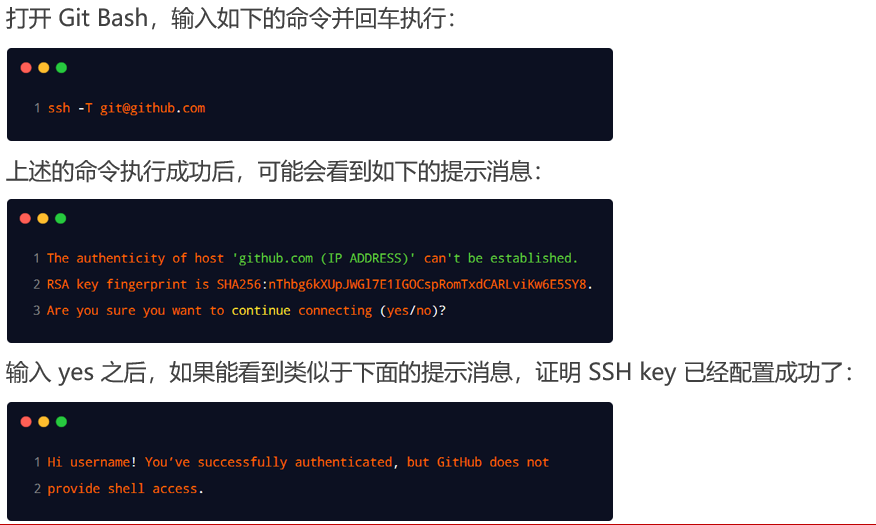 打开 Git Bash，输入如下的命令并回车执行：
1 ssh -T git@github.com
上述的命令执行成功后，可能会看到如下的提示消息：
1 The authenticity of host 'github.com (IP ADDRESS)' can't be established.
2 RSA key fingerprint is SHA256:nThbg6kXUpJWGl7E1IGOCspRomTxdCARLviKw6E5SY8.
3 Are you sure you want to continue connecting (yes/no)?
输入 yes 之后，如果能看到类似于下面的提示消息，证明 SSH key 已经配置成功了：
1 Hi username! You’ve successfully authenticated, but GitHub does not
2 provide shell access.